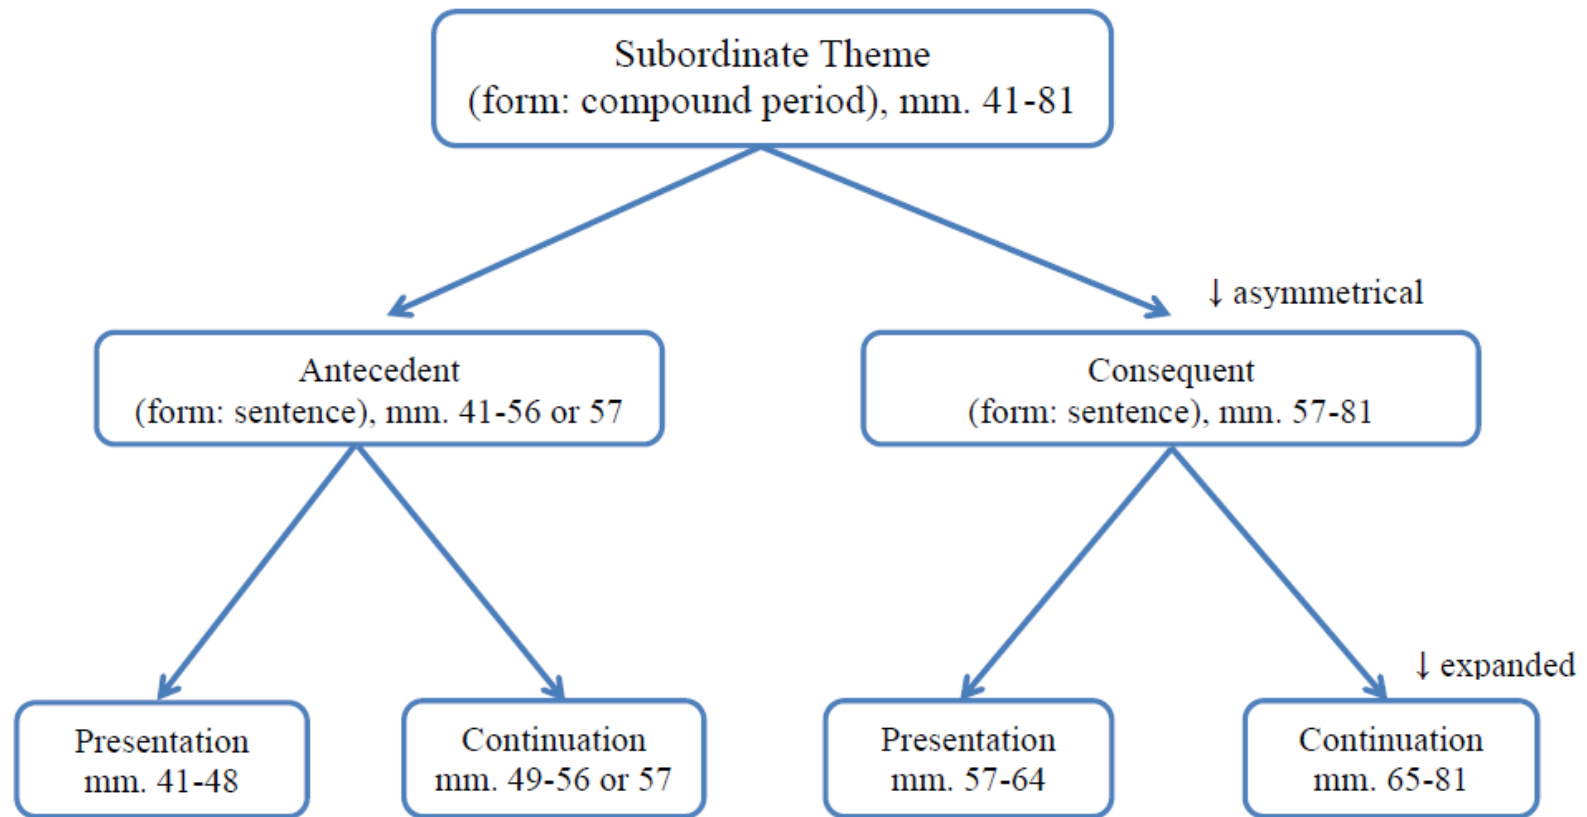 Subordinate Theme
(form: compound period), mm. 41-81
↓ asymmetrical
Antecedent
(form: sentence), mm. 41-56 or 57
Consequent
(form: sentence), mm. 57-81
↓ expanded
Presentation
mm. 41-48
Continuation
mm. 49-56 or 57
Presentation
mm. 57-64
Continuation
mm. 65-81